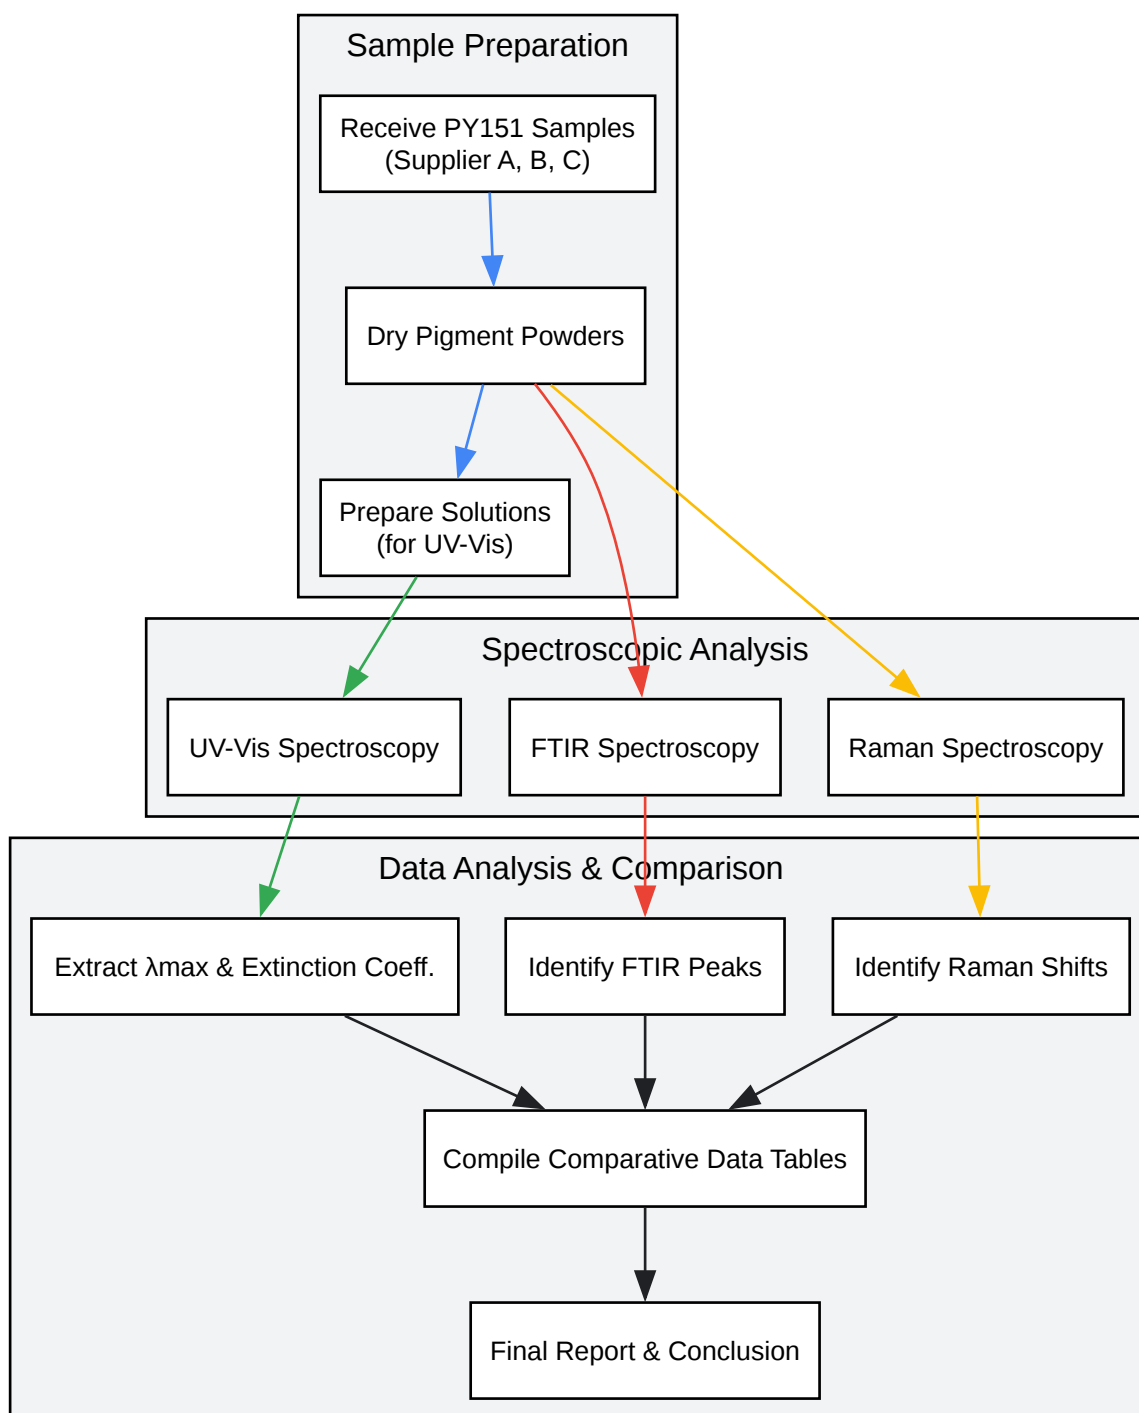 Sample Preparation
Receive PY151 Samples
(Supplier A, B, C)
Dry Pigment Powders
Prepare Solutions
(for UV-Vis)
Spectroscopic Analysis
UV-Vis Spectroscopy
FTIR Spectroscopy
Raman Spectroscopy
Data Analysis & Comparison
Extract λmax & Extinction Coeff.
Identify FTIR Peaks
Identify Raman Shifts
Compile Comparative Data Tables
Final Report & Conclusion